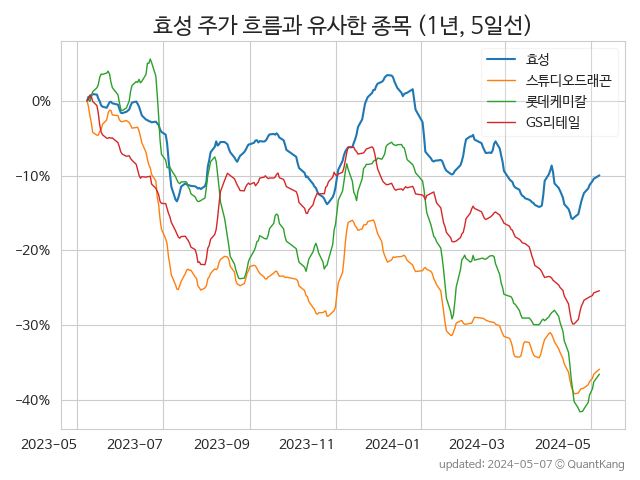 효성 주가 흐름과 유사한 종목 (1년, 5일선)
효성
스튜디오드래곤
롯데케미칼
GS리테일
0%
−10%
−20%
−30%
−40%
2023-05 2023-07 2023-09 2023-11 2024-01 2024-03 2024-05
updated: 2024-05-07 © QuantKang